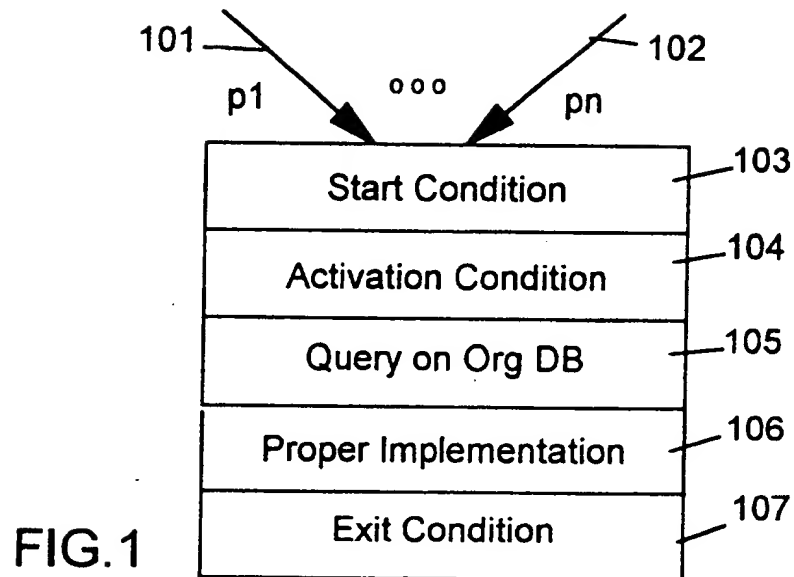 101
102
p1
ooo
pn
Start Condition
103
Activation Condition
104
Query on Org DB
105
Proper Implementation
106
Exit Condition
107
FIG.1